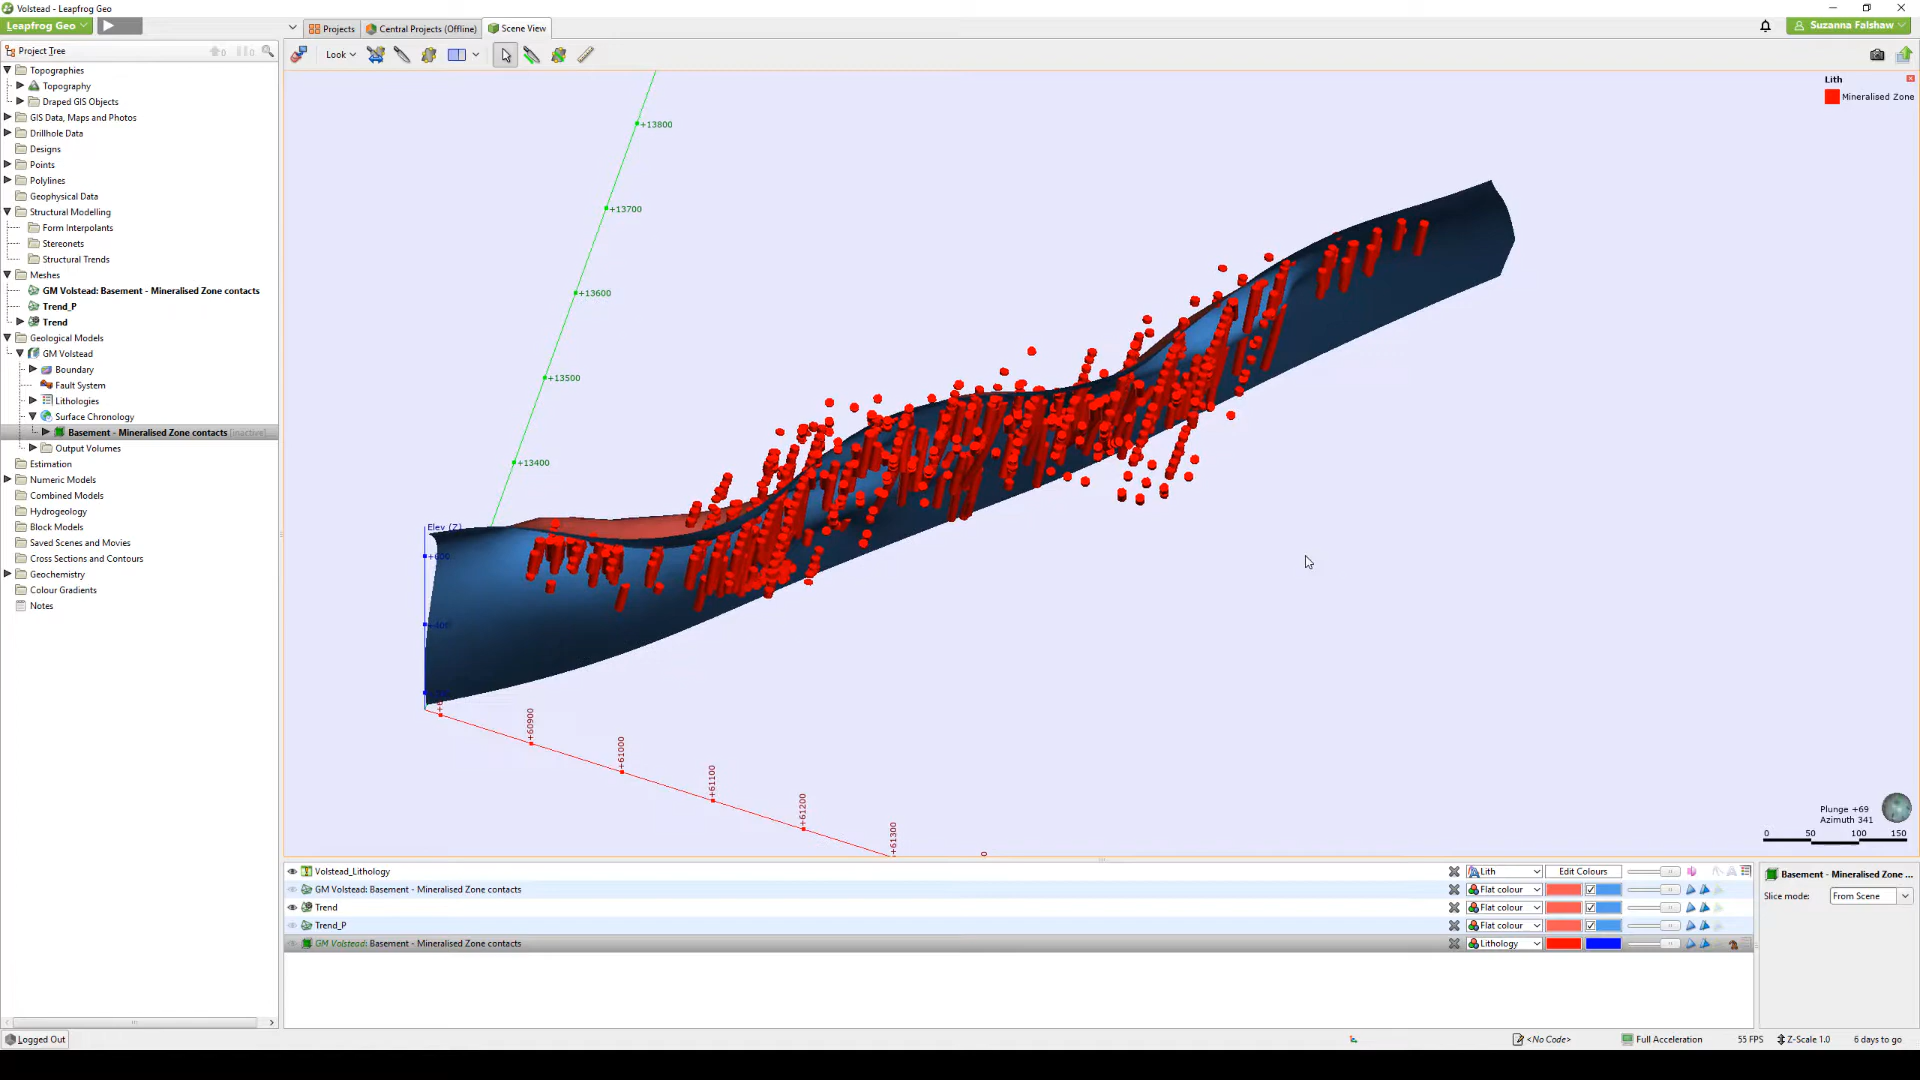 Volstead - Leapfrog Geo
Leapfrog Geo
Projects
Central Projects (Offline)
Scene View
Suzanna Falshaw
Project Tree
0
0
Look
Topographies
Topography
Draped GIS Objects
GIS Data, Maps and Photos
Drillhole Data
Designs
Points
Polylines
Geophysical Data
Structural Modelling
Form Interpolants
Stereonets
Structural Trends
Meshes
GM Volstead: Basement - Mineralised Zone contacts
Trend_P
Trend
Geological Models
GM Volstead
Boundary
Fault System
Lithologies
Surface Chronology
Basement - Mineralised Zone contacts [inactive]
Output Volumes
Estimation
Numeric Models
Combined Models
Hydrogeology
Block Models
Saved Scenes and Movies
Cross Sections and Contours
Geochemistry
Colour Gradients
Notes
Logged Out
Lith
Mineralised Zone
+13800
+13700
+13600
+13500
+13400
Elev (Z)
+600
+400
+60900
+61000
+61100
+61200
+61300
0
Plunge +69
Azimuth 341
0 50 100 150
Volstead_Lithology
Lith
Edit Colours
GM Volstead: Basement - Mineralised Zone contacts
Flat colour
Trend
Flat colour
Trend_P
Flat colour
GM Volstead: Basement - Mineralised Zone contacts
Lithology
Basement - Mineralised Zone ...
Slice mode:
From Scene
<No Code>
Full Acceleration
55 FPS
Z-Scale 1.0
6 days to go